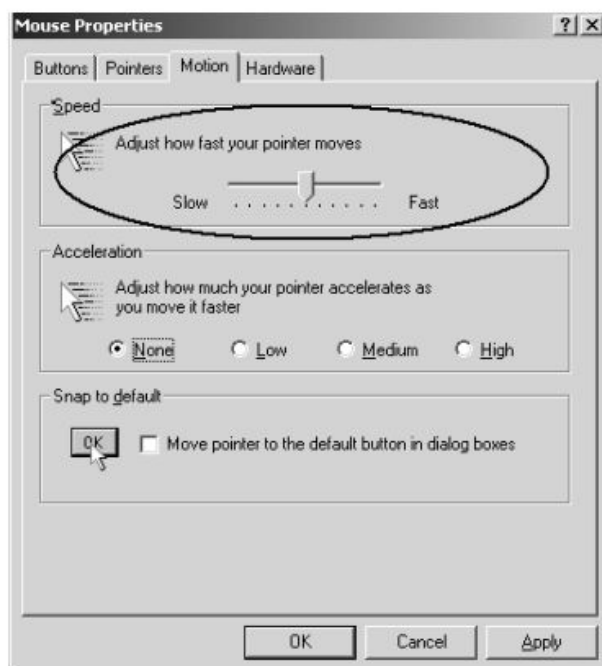 Mouse Properties
? X
Buttons Pointers Motion Hardware
Speed
Adjust how fast your pointer moves
Slow Fast
Acceleration
Adjust how much your pointer accelerates as
you move it faster
None Low Medium High
Snap to default
OK Move pointer to the default button in dialog boxes
OK Cancel Apply